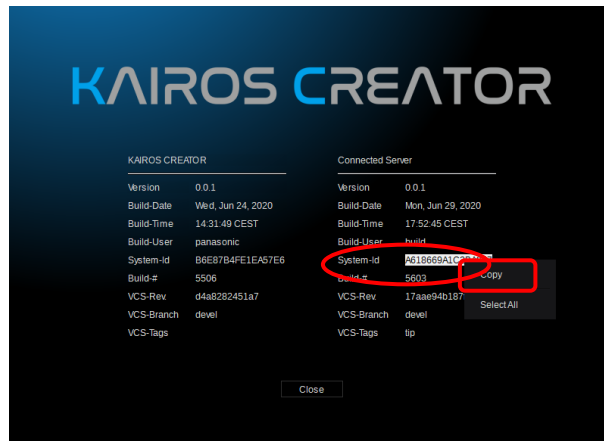 KAIROS CREATOR
KAIROS CREATOR
Version 0.0.1
Build-Date Wed, Jun 24, 2020
Build-Time 14:31:49 CEST
Build-User panasonic
System-Id B6E87B4FE1EA57E6
Build-# 5506
VCS-Rev. d4a8282451a7
VCS-Branch devel
VCS-Tags
Connected Server
Version 0.0.1
Build-Date Mon, Jun 29, 2020
Build-Time 17:52:45 CEST
Build-User build
System-Id
Build-# 5603
VCS-Rev.
VCS-Branch devel
VCS-Tags tip
Copy
Select All
Close